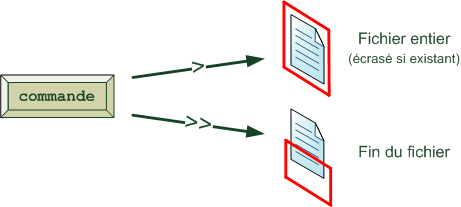 Fichier entier
(écrasé si existant)
>
commande
>>
Fin du fichier